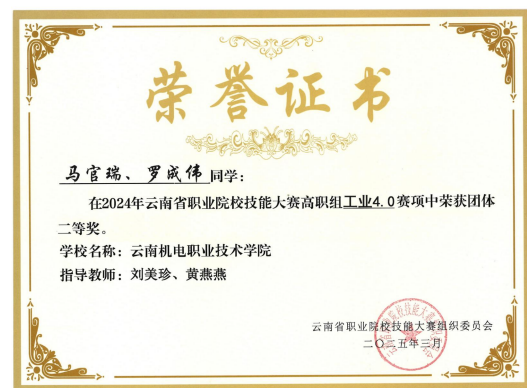 荣誉证书
马官瑞、罗成伟同学：
在2024年云南省职业院校技能大赛高职组工业4.0赛项中荣获团体
二等奖。
学校名称：云南机电职业技术学院
指导教师：刘美珍、黄燕燕
云南省职业院校技能大赛组织委员会
二〇二五年三月